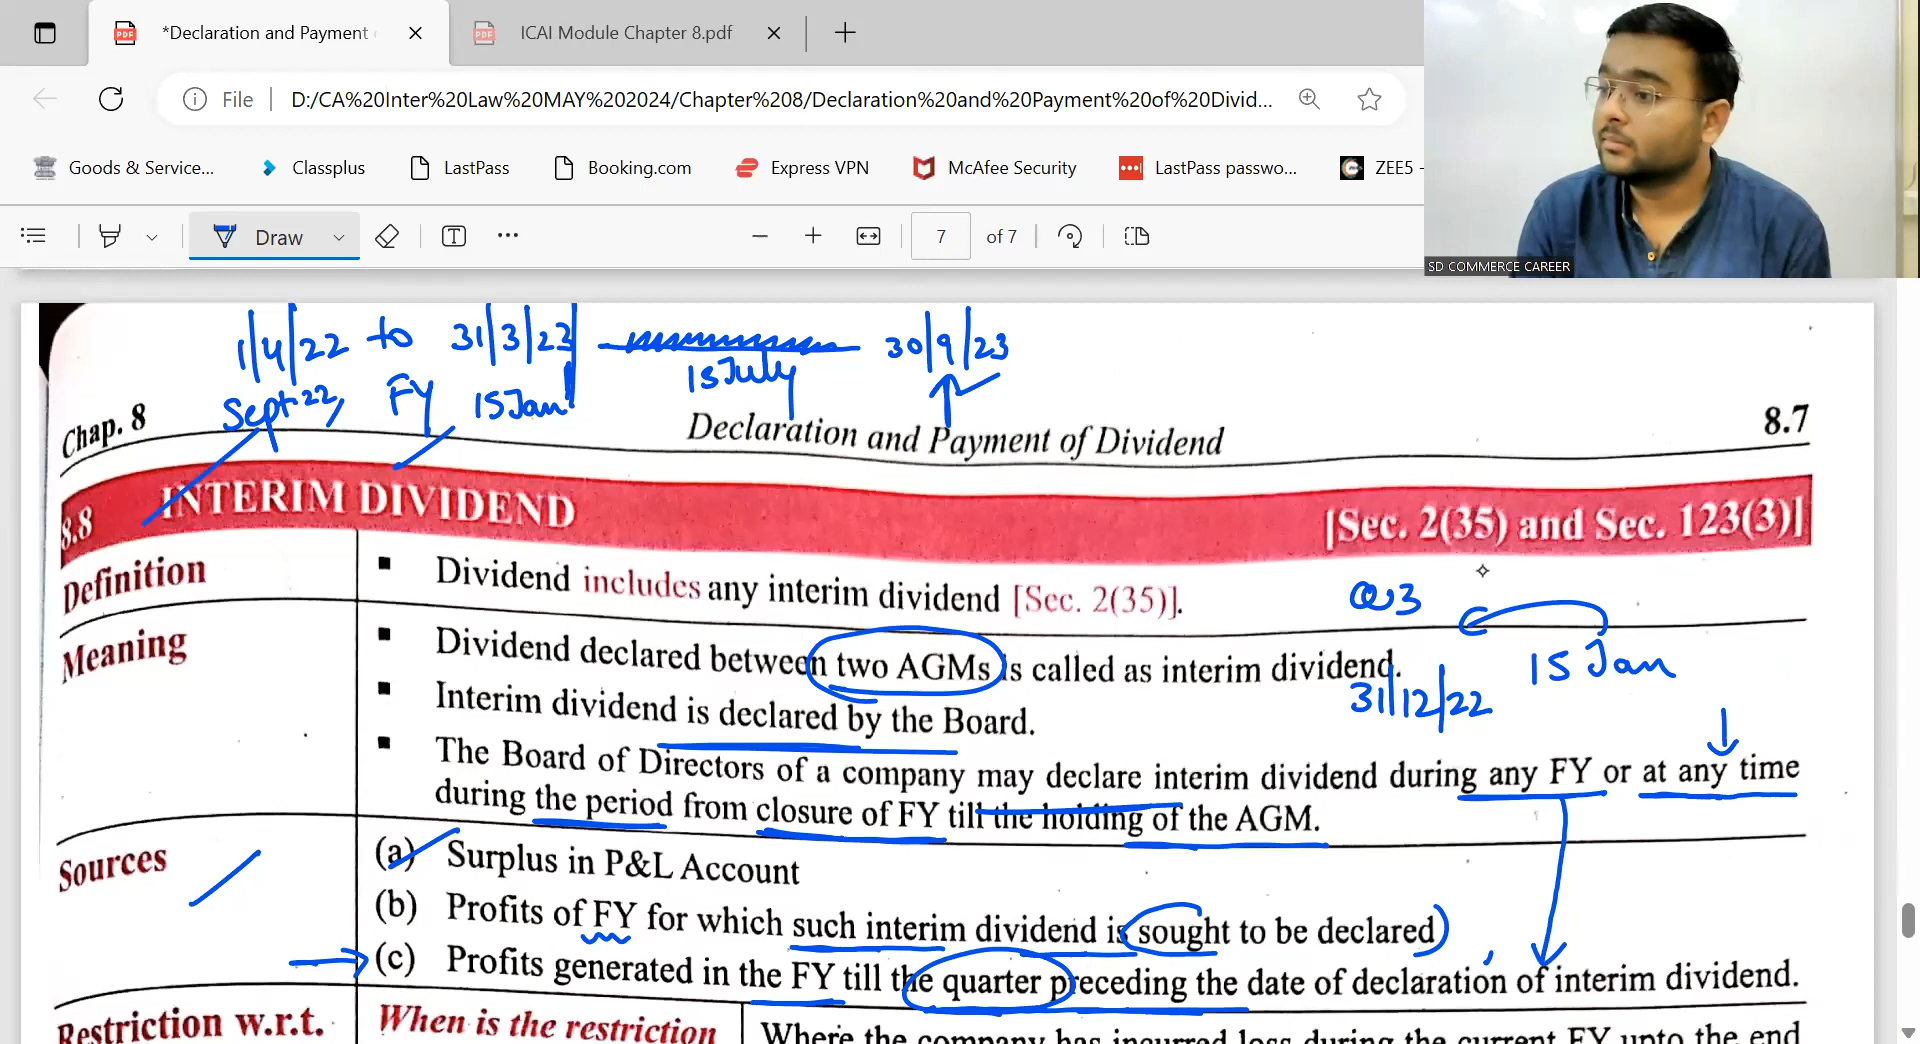 *Declaration and Payment
ICAI Module Chapter 8.pdf
File
D:/CA%20Inter%20Law%20MAY%202024/Chapter%208/Declaration%20and%20Payment%20of%20Divid...
Goods & Service...
Classplus
LastPass
Booking.com
Express VPN
McAfee Security
LastPass passwo...
ZEE5 -
Draw
7
of 7
SD COMMERCE CAREER
1/4/22 to 31/3/23
30/9/23
15 July
Sept 22,
FY
15 Jan
Chap. 8
Declaration and Payment of Dividend
8.7
8.8
INTERIM DIVIDEND
[Sec. 2(35) and Sec. 123(3)]
Definition
Dividend includes any interim dividend [Sec. 2(35)].
Q3
Meaning
Dividend declared between two AGMs is called as interim dividend.
15 Jan
31/12/22
Interim dividend is declared by the Board.
The Board of Directors of a company may declare interim dividend during any FY or at any time
during the period from closure of FY till the holding of the AGM.
Sources
(a) Surplus in P&L Account
(b) Profits of FY for which such interim dividend is sought to be declared)
(c) Profits generated in the FY till the quarter preceding the date of declaration of interim dividend.
Restriction w.r.t.
When is the restriction
Where the company has incurred loss during the current FY upto the end